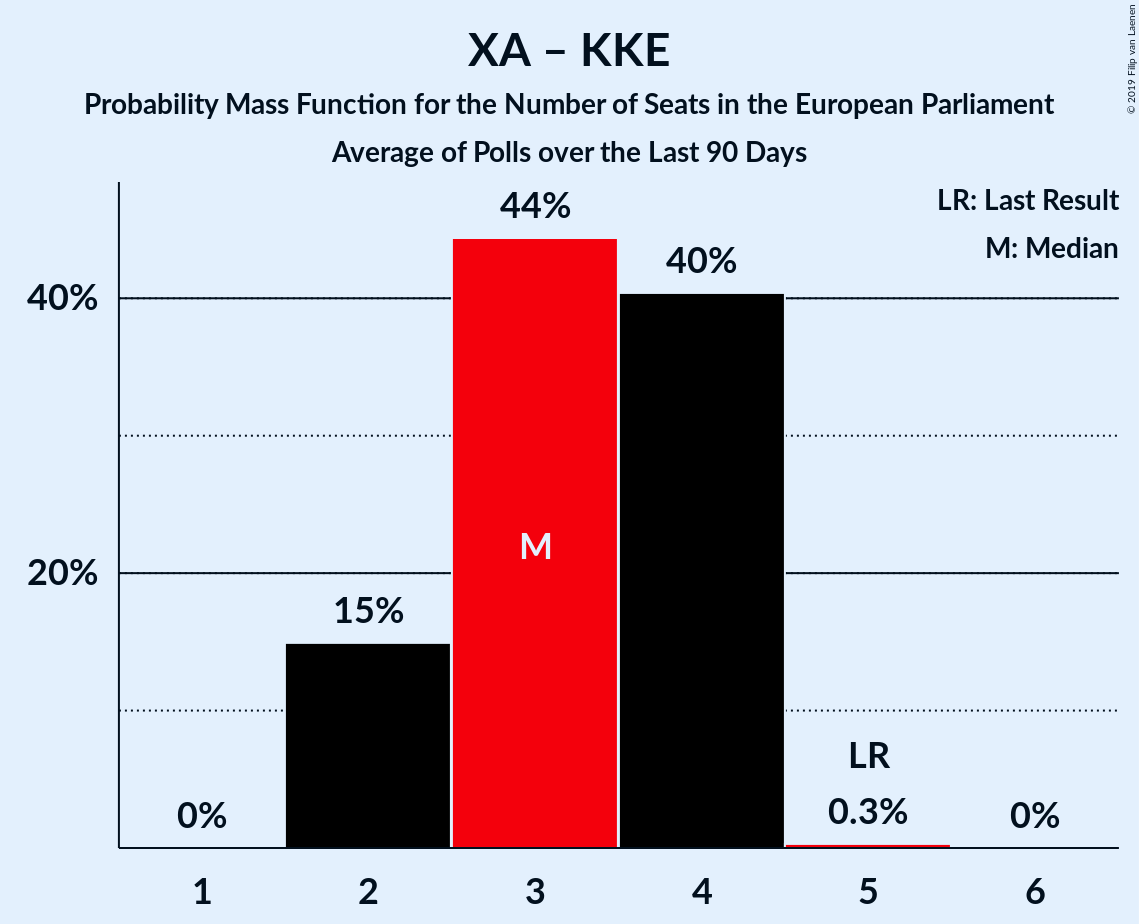 XA – KKE
Probability Mass Function for the Number of Seats in the European Parliament
Average of Polls over the Last 90 Days
© 2019 Filip van Laenen
LR: Last Result
M: Median
44%
40%
40%
M
20%
15%
LR
0%
0.3%
0%
1
2
3
4
5
6